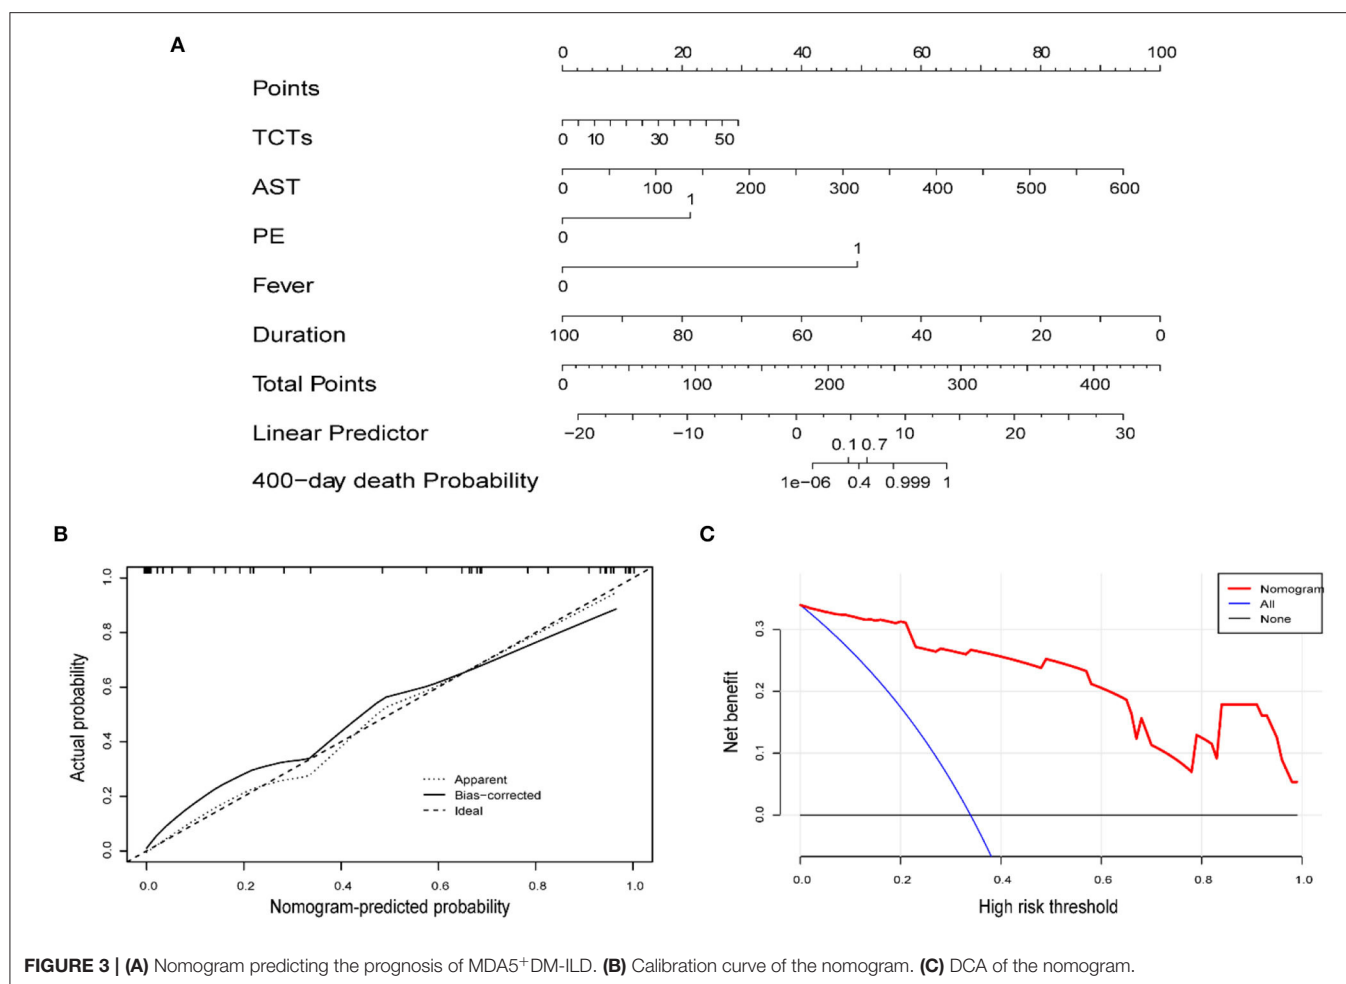 A
0 20 40 60 80 100
Points
TCTs
0 10 30 50
AST
0 100 200 300 400 500 600
1
PE
0
1
Fever
0
Duration
100 80 60 40 20 0
Total Points
0 100 200 300 400
Linear Predictor
−20 −10 0 10 20 30
0.1 0.7
400−day death Probability
1e−06 0.4 0.999 1
B
Actual probability
1.0
0.8
0.6
0.4
0.2
0.0
Apparent
Bias-corrected
Ideal
0.0 0.2 0.4 0.6 0.8 1.0
Nomogram-predicted probability
C
Net benefit
0.3
0.2
0.1
0.0
Nomogram
All
None
0.0 0.2 0.4 0.6 0.8 1.0
High risk threshold
FIGURE 3 | (A) Nomogram predicting the prognosis of MDA5+DM-ILD. (B) Calibration curve of the nomogram. (C) DCA of the nomogram.